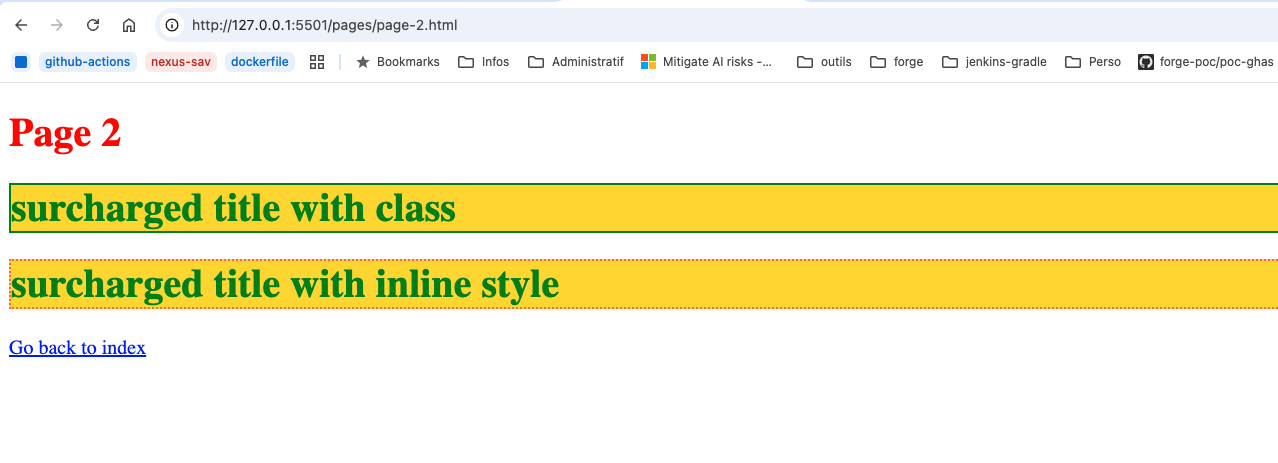 http://127.0.0.1:5501/pages/page-2.html
github-actions nexus-sav dockerfile Bookmarks Infos Administratif Mitigate AI risks -... outils forge jenkins-gradle Perso forge-poc/poc-ghas
Page 2
surcharged title with class
surcharged title with inline style
Go back to index